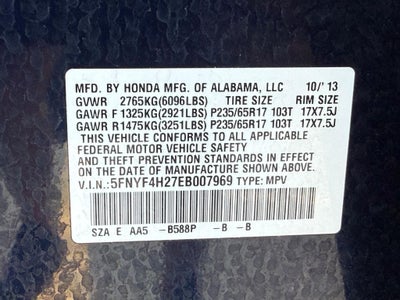 MFD. BY HONDA MFG. OF ALABAMA, LLC 10/'13
GVWR 2765KG(6096LBS) TIRE SIZE RIM SIZE
GAWR F 1325KG(2921LBS) P235/65R17 103T 17X7.5J
GAWR R1475KG(3251LBS) P235/65R17 103T 17X7.5J
THIS VEHICLE CONFORMS TO ALL APPLICABLE
FEDERAL MOTOR VEHICLE SAFETY
AND THEFT PREVENTION STANDARDS IN EFFECT
ON THE DATE OF MANUFACTURE SHOWN ABOVE.
V.I.N.: 5FNYF4H27EB007969 TYPE: MPV
SZA E AA5 -B588P -B -B